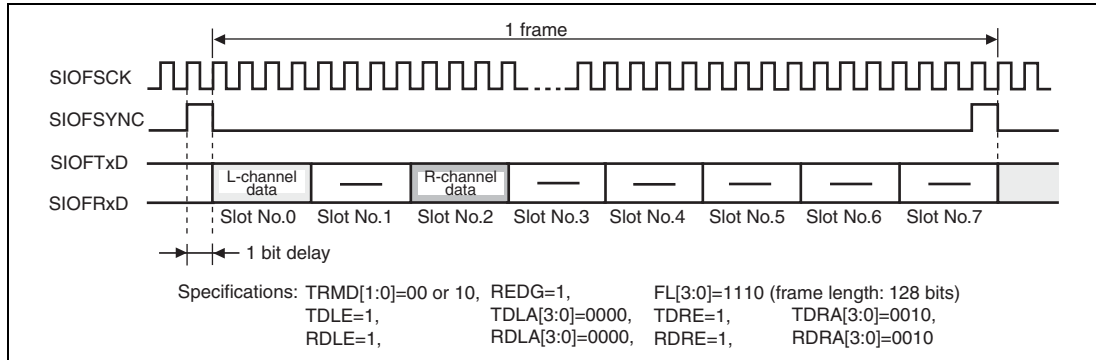 1 frame
SIOFSCK
SIOFSYNC
SIOFTxD
SIOFRxD
L-channel data
R-channel data
Slot No.0 Slot No.1 Slot No.2 Slot No.3 Slot No.4 Slot No.5 Slot No.6 Slot No.7
1 bit delay
Specifications: TRMD[1:0]=00 or 10, REDG=1, FL[3:0]=1110 (frame length: 128 bits)
TDLE=1, TDLA[3:0]=0000, TDRE=1, TDRA[3:0]=0010,
RDLE=1, RDLA[3:0]=0000, RDRE=1, RDRA[3:0]=0010